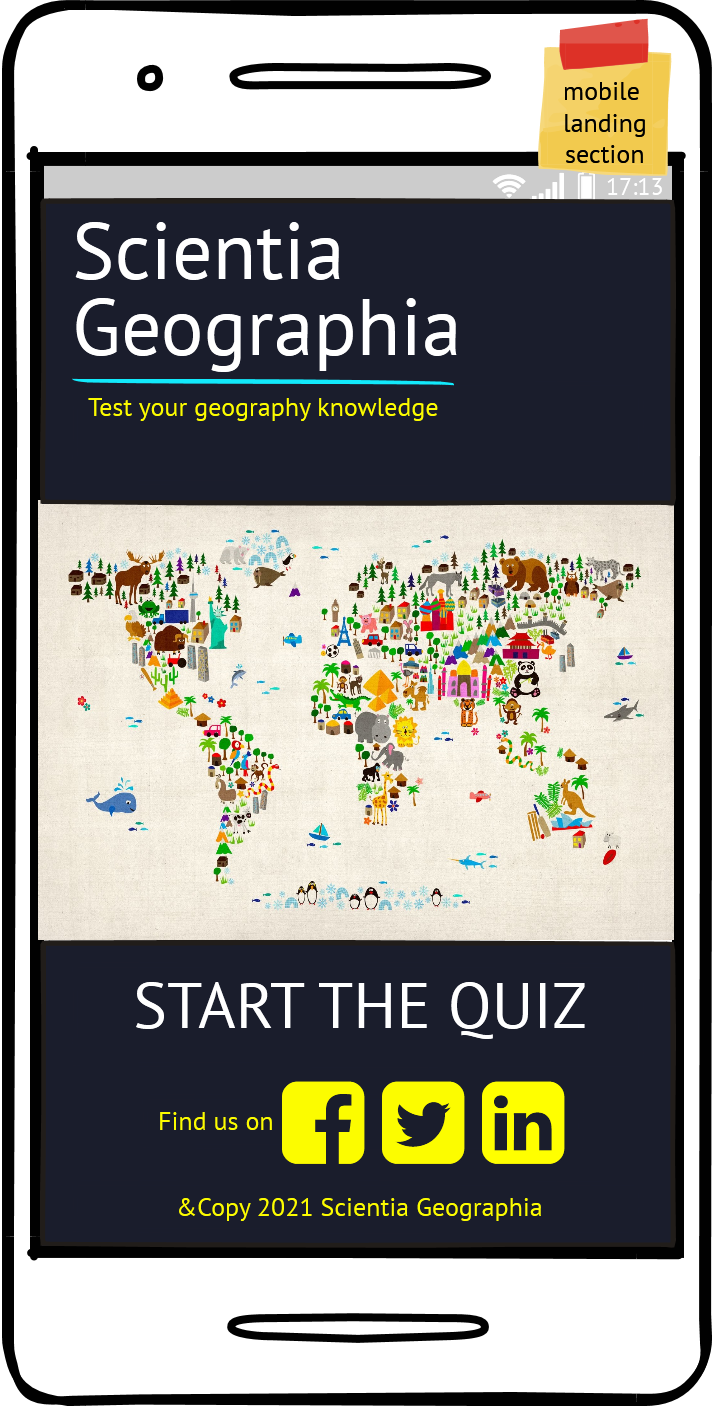 mobile
landing
section
17:13
Scientia
Geographia
Test your geography knowledge
START THE QUIZ
Find us on
&Copy 2021 Scientia Geographia